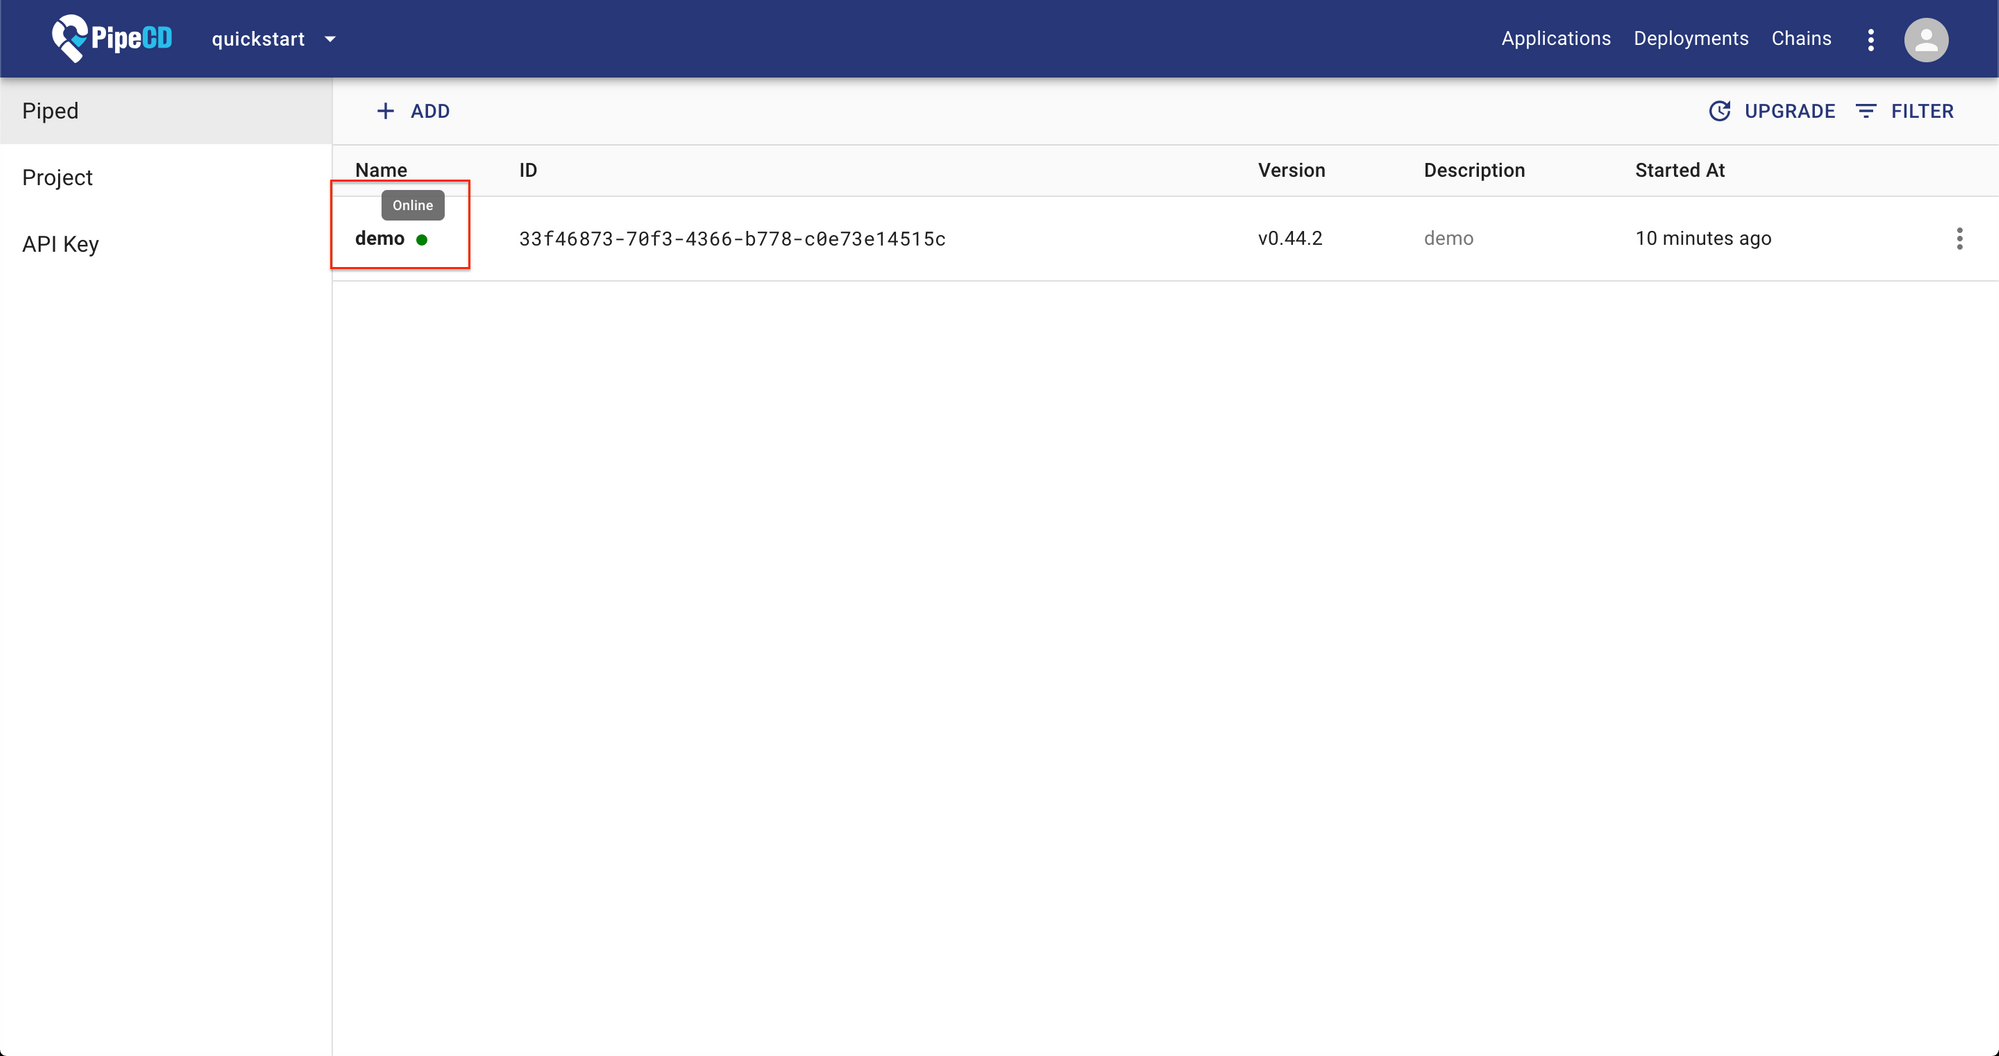 PipeCD quickstart Applications Deployments Chains
Piped
Project
API Key
ADD UPGRADE FILTER
Name ID Version Description Started At
Online
demo 33f46873-70f3-4366-b778-c0e73e14515c v0.44.2 demo 10 minutes ago